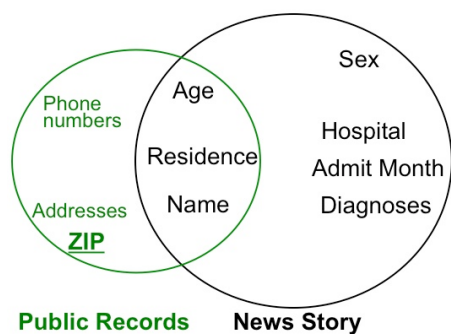 Sex
Age
Phone
numbers
Hospital
Residence
Admit Month
Name
Diagnoses
Addresses
ZIP
Public Records
News Story